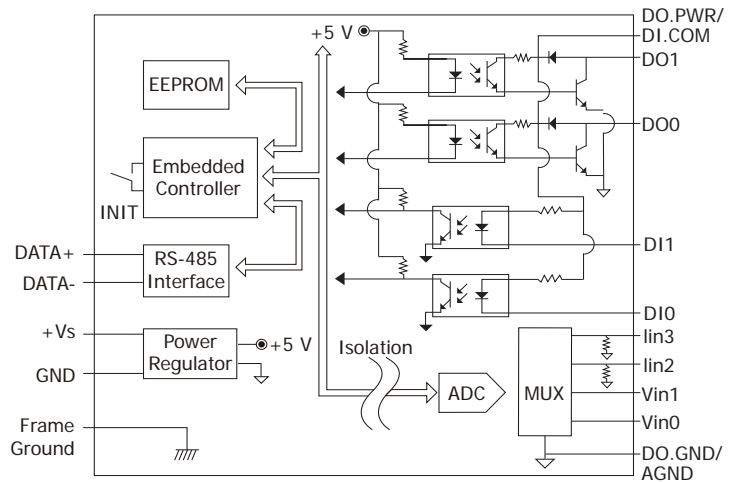 DO.PWR/
DI.COM
+5 V
DO1
EEPROM
DO0
Embedded
Controller
INIT
DI1
DATA+
DATA-
RS-485
Interface
DI0
+Vs
GND
Power
Regulator
+5 V
Isolation
Iin3
Iin2
Vin1
Vin0
ADC
MUX
Frame
Ground
DO.GND/
AGND